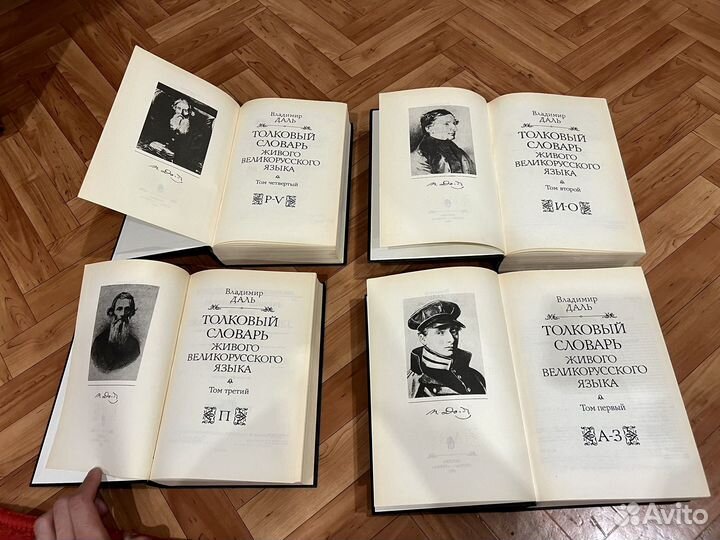 Владимир
ДАЛЬ
ТОЛКОВЫЙ
СЛОВАРЬ
ЖИВОГО
ВЕЛИКОРУССКОГО
ЯЗЫКА
Том четвертый
Р-V
Владимир
ДАЛЬ
ТОЛКОВЫЙ
СЛОВАРЬ
ЖИВОГО
ВЕЛИКОРУССКОГО
ЯЗЫКА
Том второй
И-О
Владимир
ДАЛЬ
ТОЛКОВЫЙ
СЛОВАРЬ
ЖИВОГО
ВЕЛИКОРУССКОГО
ЯЗЫКА
Том третий
П
Владимир
ДАЛЬ
ТОЛКОВЫЙ
СЛОВАРЬ
ЖИВОГО
ВЕЛИКОРУССКОГО
ЯЗЫКА
Том первый
А-З
Avito